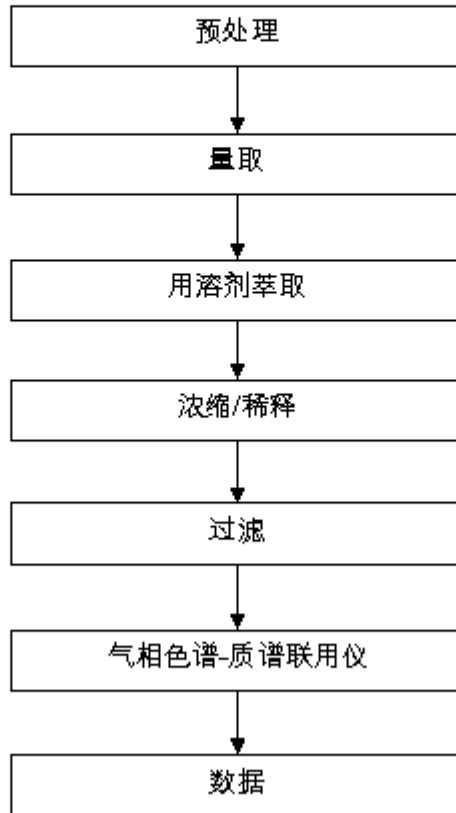 预处理
量取
用溶剂萃取
浓缩/稀释
过滤
气相色谱-质谱联用仪
数据